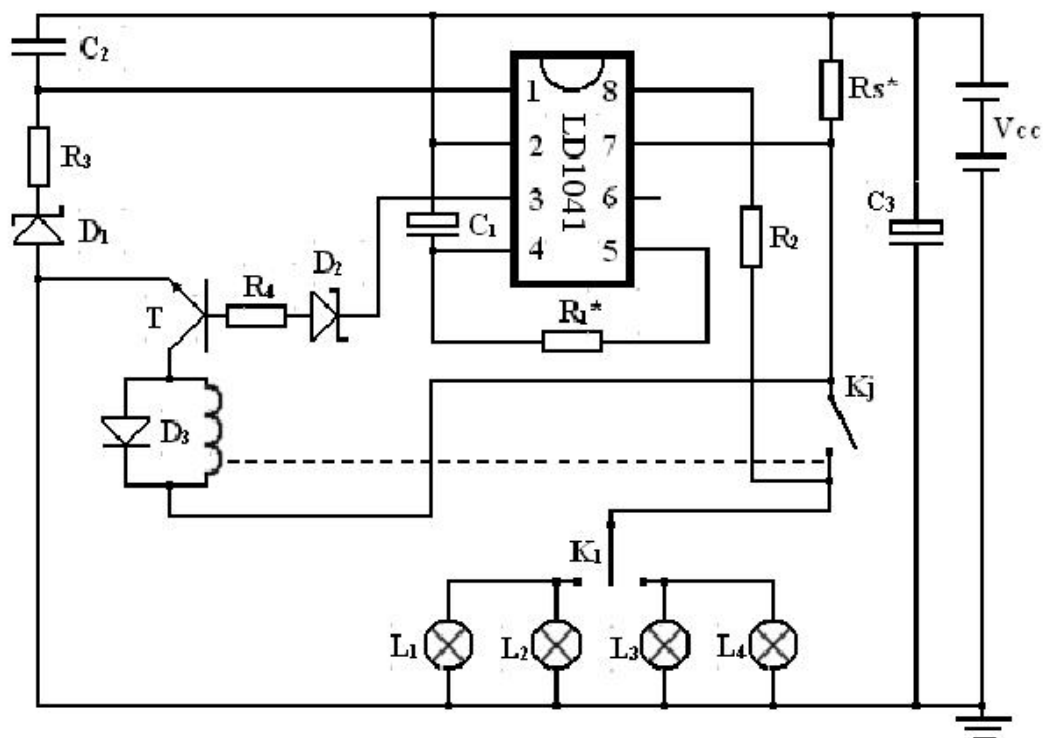 C₂
1
8
Rs*
LD1041
Vcc
R₃
2
7
C₃
3
6
D₁
C₁
4
5
R₂
D₂
R₄
T
R₁*
Kj
D₃
K₁
L₁
L₂
L₃
L₄